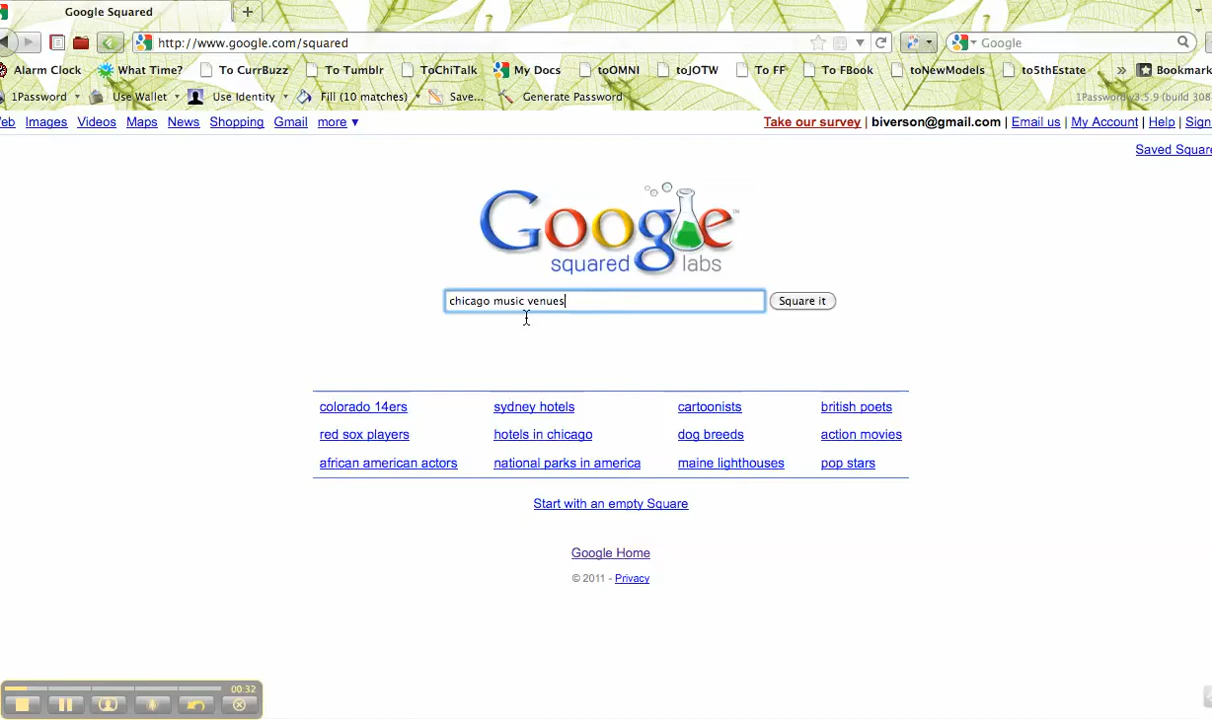 Google Squared
http://www.google.com/squared
Google
Alarm Clock What Time? To CurrBuzz To Tumblr ToChiTalk My Docs toOMNI toJOTW To FF To FBook toNewModels to5thEstate » Bookmark
1Password Use Wallet Use Identity Fill (10 matches) Save... Generate Password 1Password v3.5.9 (build 308
eb Images Videos Maps News Shopping Gmail more ▼ Take our survey | biverson@gmail.com | Email us | My Account | Help | Sign
Saved Square
Google™
squared labs
chicago music venues Square it
colorado 14ers sydney hotels cartoonists british poets
red sox players hotels in chicago dog breeds action movies
african american actors national parks in america maine lighthouses pop stars
Start with an empty Square
Google Home
© 2011 - Privacy
00:32